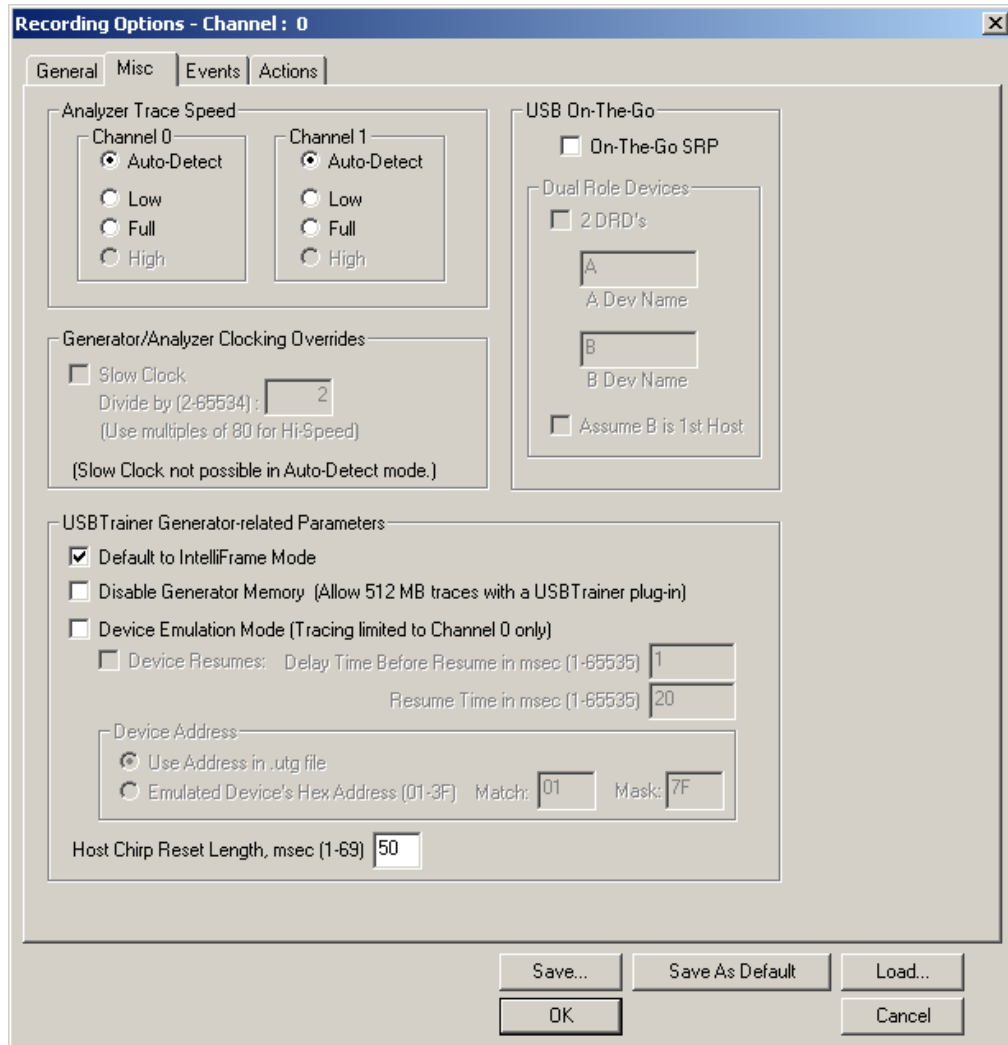 Recording Options - Channel : 0
General Misc Events Actions
Analyzer Trace Speed
Channel 0
Auto-Detect
Low
Full
High
Channel 1
Auto-Detect
Low
Full
High
USB On-The-Go
On-The-Go SRP
Dual Role Devices
2 DRD's
A
A Dev Name
B
B Dev Name
Assume B is 1st Host
Generator/Analyzer Clocking Overrides
Slow Clock
Divide by (2-65534) : 2
(Use multiples of 80 for Hi-Speed)
(Slow Clock not possible in Auto-Detect mode.)
USBTrainer Generator-related Parameters
Default to IntelliFrame Mode
Disable Generator Memory (Allow 512 MB traces with a USBTrainer plug-in)
Device Emulation Mode (Tracing limited to Channel 0 only)
Device Resumes: Delay Time Before Resume in msec (1-65535) 1
Resume Time in msec (1-65535) 20
Device Address
Use Address in .utg file
Emulated Device's Hex Address (01-3F) Match: 01 Mask: 7F
Host Chirp Reset Length, msec (1-69) 50
Save... Save As Default Load...
OK Cancel